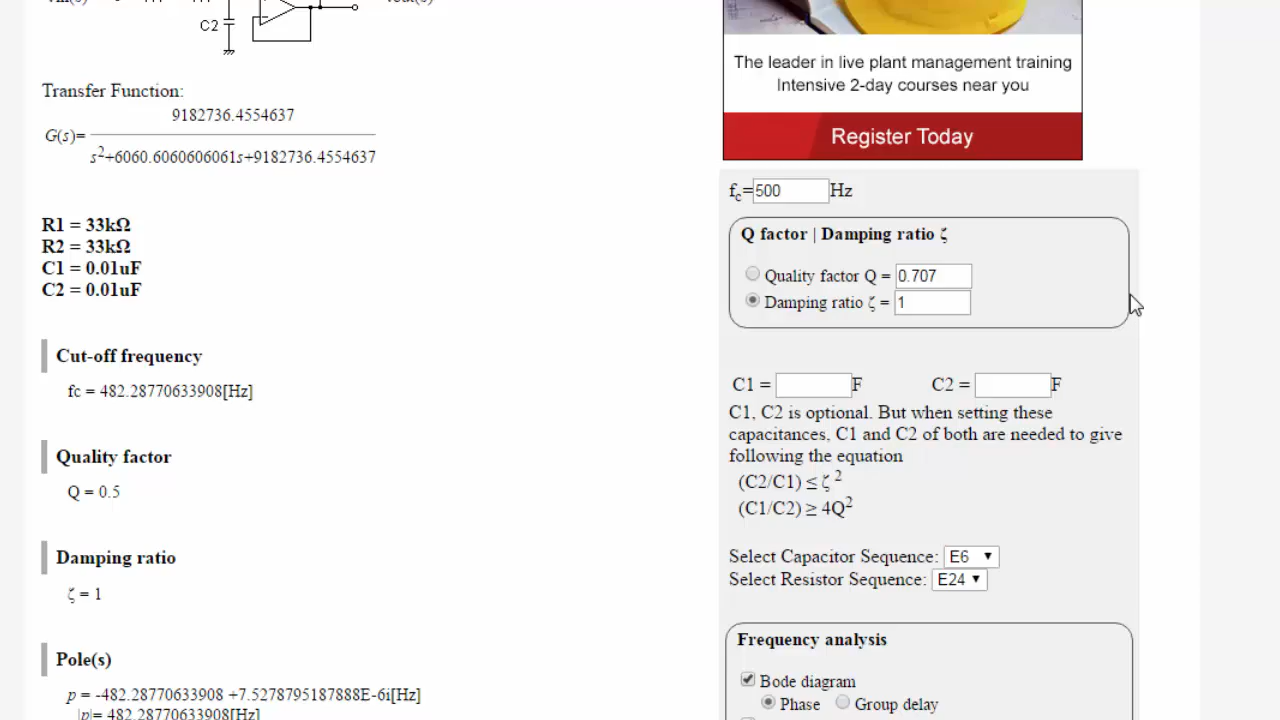 C2
Transfer Function:
9182736.4554637
G(s)=
s2+6060.6060606061s+9182736.4554637
R1 = 33kΩ
R2 = 33kΩ
C1 = 0.01uF
C2 = 0.01uF
Cut-off frequency
fc = 482.28770633908[Hz]
Quality factor
Q = 0.5
Damping ratio
ζ = 1
Pole(s)
p = -482.28770633908 +7.5278795187888E-6i[Hz]
|p|= 482.28770633908[Hz]
The leader in live plant management training
Intensive 2-day courses near you
Register Today
fc=500 Hz
Q factor | Damping ratio ζ
Quality factor Q = 0.707
Damping ratio ζ = 1
C1 = F C2 = F
C1, C2 is optional. But when setting these
capacitances, C1 and C2 of both are needed to give
following the equation
(C2/C1) ≤ ζ 2
(C1/C2) ≥ 4Q2
Select Capacitor Sequence: E6
Select Resistor Sequence: E24
Frequency analysis
Bode diagram
Phase Group delay